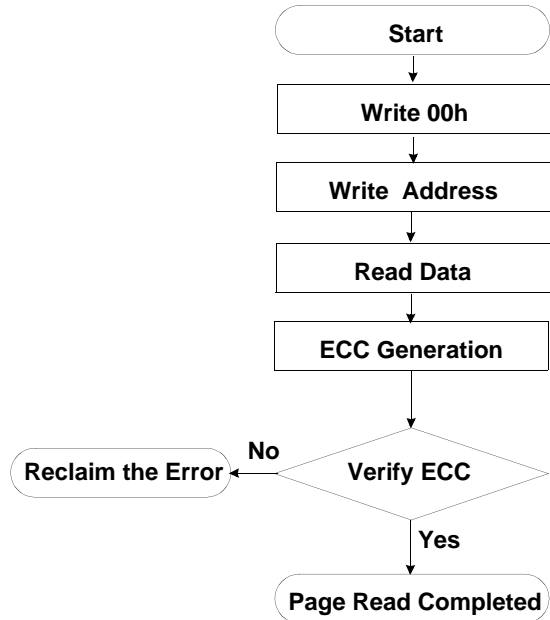 Start
Write 00h
Write Address
Read Data
ECC Generation
No
Reclaim the Error
Verify ECC
Yes
Page Read Completed